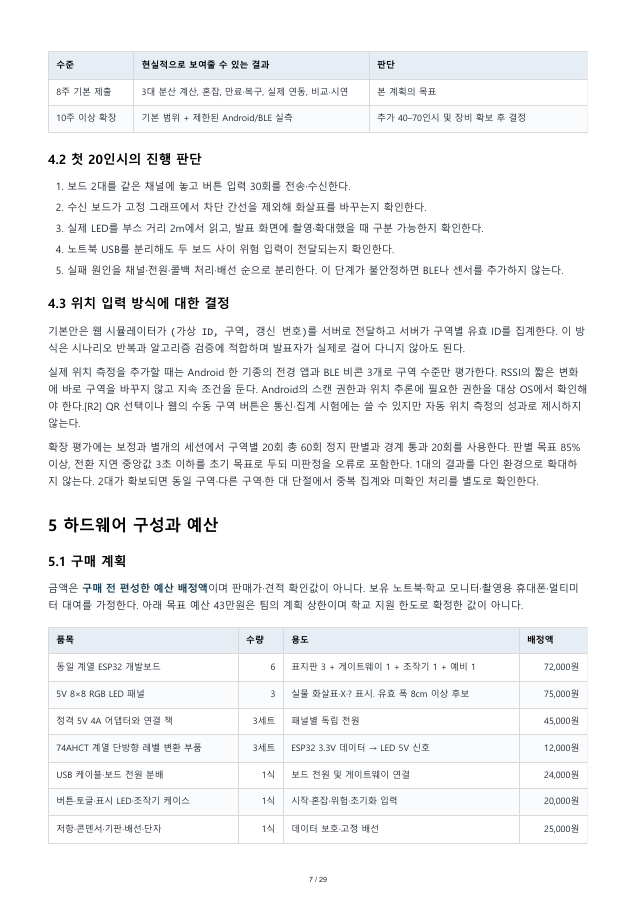 수준 현실적으로 보여줄 수 있는 결과 판단
8주 기본 제출 3대 분산 계산, 혼잡, 만료·복구, 실제 연동, 비교·시연 본 계획의 목표
10주 이상 확장 기본 범위 + 제한된 Android/BLE 실측 추가 40–70인시 및 장비 확보 후 결정
4.2 첫 20인시의 진행 판단
1. 보드 2대를 같은 채널에 놓고 버튼 입력 30회를 전송·수신한다.
2. 수신 보드가 고정 그래프에서 차단 간선을 제외해 화살표를 바꾸는지 확인한다.
3. 실제 LED를 부스 거리 2m에서 읽고, 발표 화면에 촬영·확대했을 때 구분 가능한지 확인한다.
4. 노트북 USB를 분리해도 두 보드 사이 위험 입력이 전달되는지 확인한다.
5. 실패 원인을 채널·전원·콜백 처리·배선 순으로 분리한다. 이 단계가 불안정하면 BLE나 센서를 추가하지 않는다.
4.3 위치 입력 방식에 대한 결정
기본안은 웹 시뮬레이터가 (가상 ID, 구역, 갱신 번호)를 서버로 전달하고 서버가 구역별 유효 ID를 집계한다. 이 방
식은 시나리오 반복과 알고리즘 검증에 적합하며 발표자가 실제로 걸어 다니지 않아도 된다.
실제 위치 측정을 추가할 때는 Android 한 기종의 전경 앱과 BLE 비콘 3개로 구역 수준만 평가한다. RSSI의 짧은 변화
에 바로 구역을 바꾸지 않고 지속 조건을 둔다. Android의 스캔 권한과 위치 추론에 필요한 권한을 대상 OS에서 확인해
야 한다.[R2] QR 선택이나 웹의 수동 구역 버튼은 통신·집계 시험에는 쓸 수 있지만 자동 위치 측정의 성과로 제시하지
않는다.
확장 평가에는 보정과 별개의 세션에서 구역별 20회 총 60회 정지 판별과 경계 통과 20회를 사용한다. 판별 목표 85%
이상, 전환 지연 중앙값 3초 이하를 초기 목표로 두되 미판정을 오류로 포함한다. 1대의 결과를 다인 환경으로 확대하
지 않는다. 2대가 확보되면 동일 구역·다른 구역·한 대 단절에서 중복 집계와 미확인 처리를 별도로 확인한다.
5 하드웨어 구성과 예산
5.1 구매 계획
금액은 구매 전 편성한 예산 배정액이며 판매가·견적 확인값이 아니다. 보유 노트북·학교 모니터·촬영용 휴대폰·멀티미
터 대여를 가정한다. 아래 목표 예산 43만원은 팀의 계획 상한이며 학교 지원 한도로 확정한 값이 아니다.
품목 수량 용도 배정액
동일 계열 ESP32 개발보드 6 표지판 3 + 게이트웨이 1 + 조작기 1 + 예비 1 72,000원
5V 8×8 RGB LED 패널 3 실물 화살표·X·? 표시. 유효 폭 8cm 이상 후보 75,000원
정격 5V 4A 어댑터와 연결 잭 3세트 패널별 독립 전원 45,000원
74AHCT 계열 단방향 레벨 변환 부품 3세트 ESP32 3.3V 데이터 → LED 5V 신호 12,000원
USB 케이블·보드 전원 분배 1식 보드 전원 및 게이트웨이 연결 24,000원
버튼·토글·표시 LED·조작기 케이스 1식 시작·혼잡·위험·초기화 입력 20,000원
저항·콘덴서·기판·배선·단자 1식 데이터 보호·고정 배선 25,000원
7 / 29